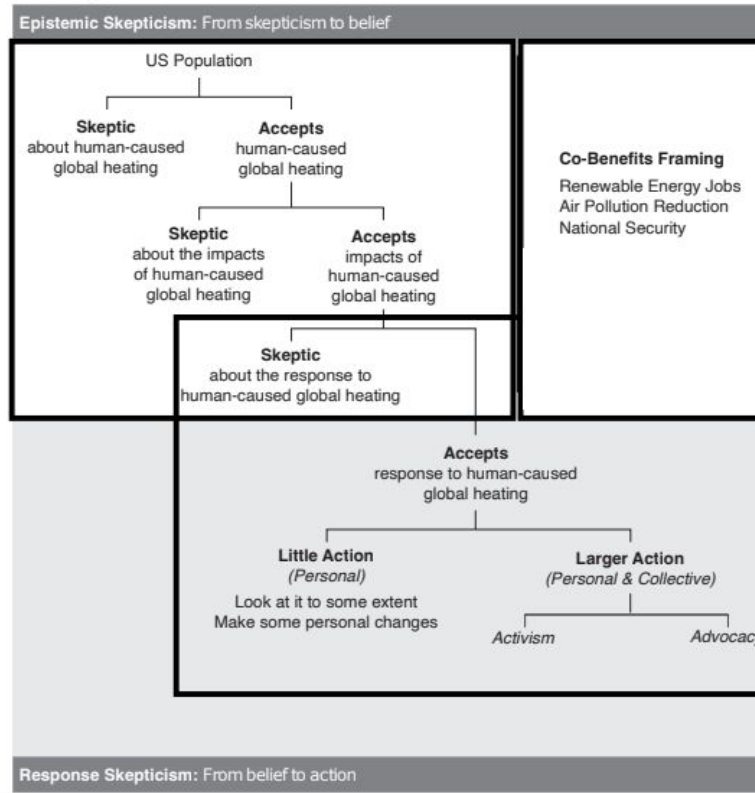 Epistemic Skepticism: From skepticism to belief
US Population
Skeptic
about human-caused
global heating
Accepts
human-caused
global heating
Co-Benefits Framing
Renewable Energy Jobs
Air Pollution Reduction
National Security
Skeptic
about the impacts
of human-caused
global heating
Accepts
impacts of
human-caused
global heating
Skeptic
about the response to
human-caused global heating
Accepts
response to human-caused
global heating
Little Action
(Personal)
Look at it to some extent
Make some personal changes
Larger Action
(Personal & Collective)
Activism
Advocacy
Response Skepticism: From belief to action